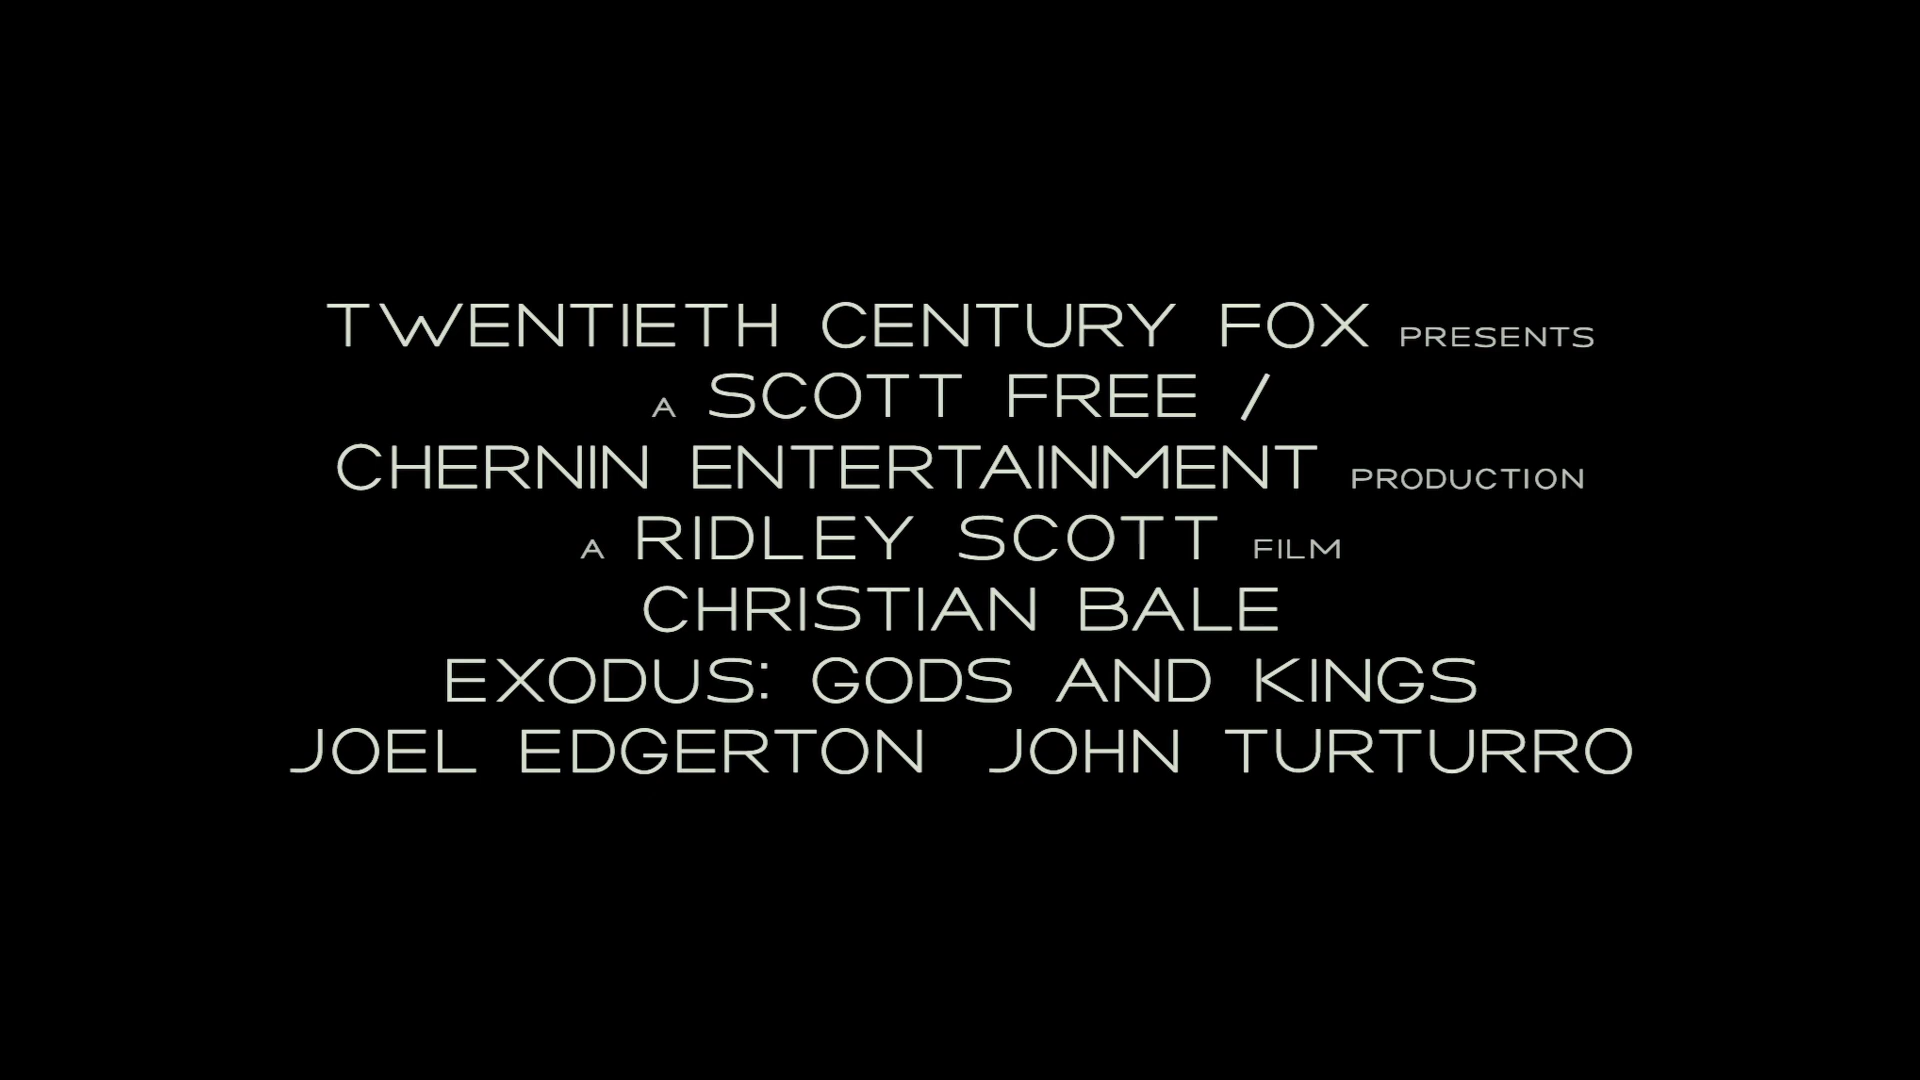 TWENTIETH CENTURY FOX PRESENTS
A SCOTT FREE /
CHERNIN ENTERTAINMENT PRODUCTION
A RIDLEY SCOTT FILM
CHRISTIAN BALE
EXODUS: GODS AND KINGS
JOEL EDGERTON JOHN TURTURRO